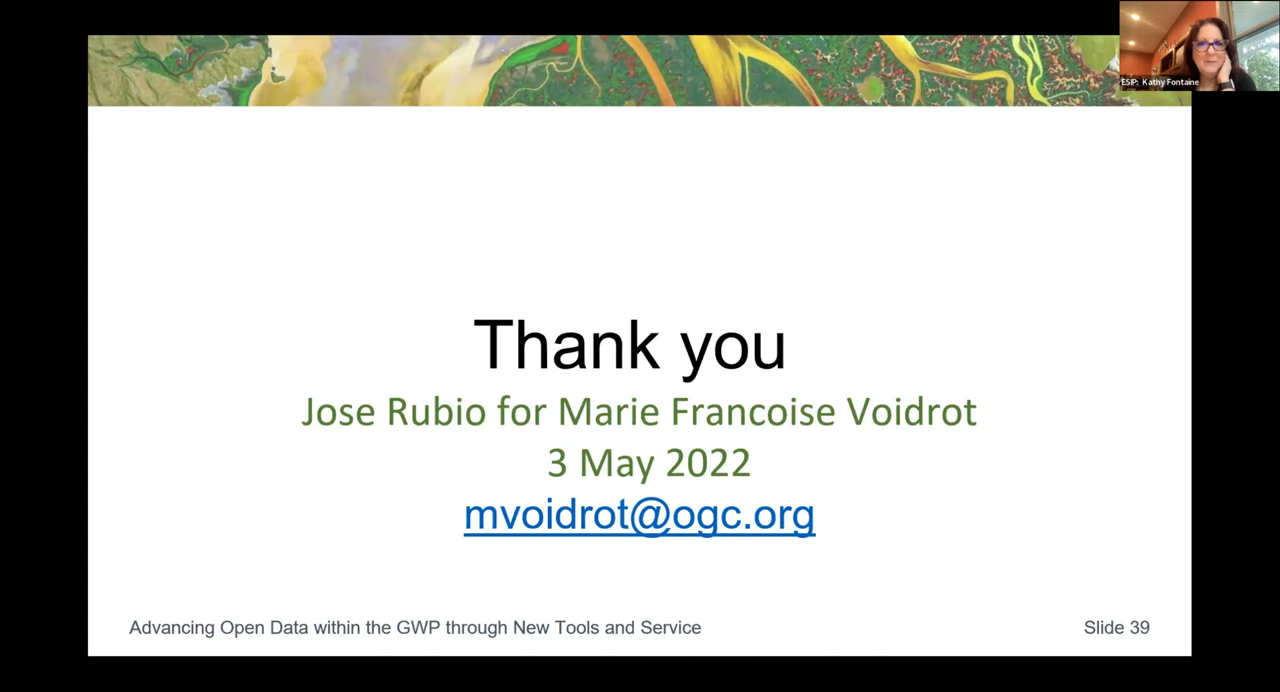 ESIP: Kathy Fontaine
Thank you
Jose Rubio for Marie Francoise Voidrot
3 May 2022
mvoidrot@ogc.org
Advancing Open Data within the GWP through New Tools and Service
Slide 39